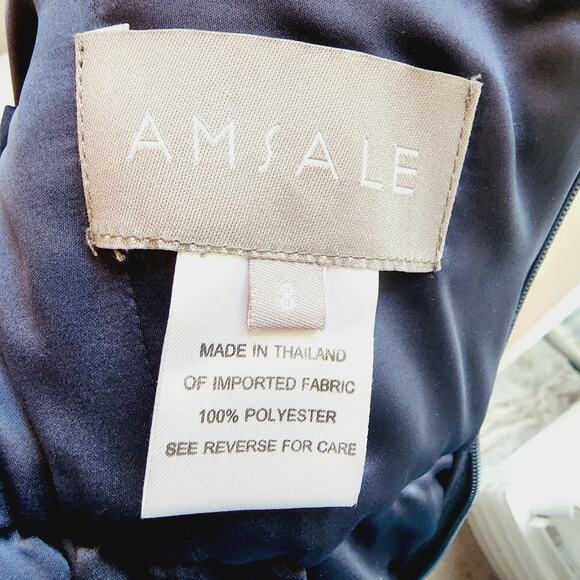 AMSALE
8
MADE IN THAILAND
OF IMPORTED FABRIC
100% POLYESTER
SEE REVERSE FOR CARE